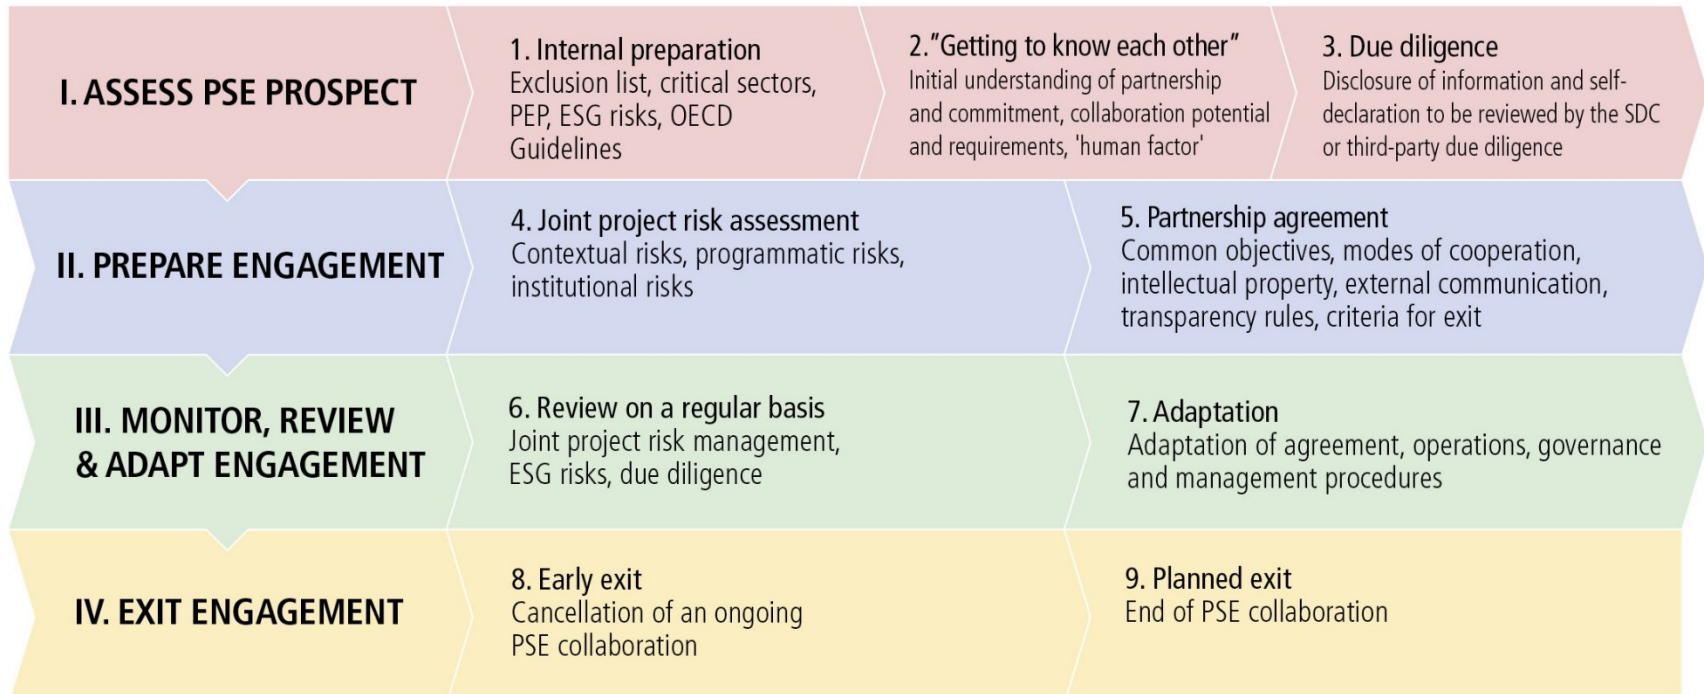 I. ASSESS PSE PROSPECT
1. Internal preparation
Exclusion list, critical sectors,
PEP, ESG risks, OECD
Guidelines
2."Getting to know each other"
Initial understanding of partnership
and commitment, collaboration potential
and requirements, 'human factor'
3. Due diligence
Disclosure of information and self-
declaration to be reviewed by the SDC
or third-party due diligence
II. PREPARE ENGAGEMENT
4. Joint project risk assessment
Contextual risks, programmatic risks,
institutional risks
5. Partnership agreement
Common objectives, modes of cooperation,
intellectual property, external communication,
transparency rules, criteria for exit
III. MONITOR, REVIEW
& ADAPT ENGAGEMENT
6. Review on a regular basis
Joint project risk management,
ESG risks, due diligence
7. Adaptation
Adaptation of agreement, operations, governance
and management procedures
IV. EXIT ENGAGEMENT
8. Early exit
Cancellation of an ongoing
PSE collaboration
9. Planned exit
End of PSE collaboration